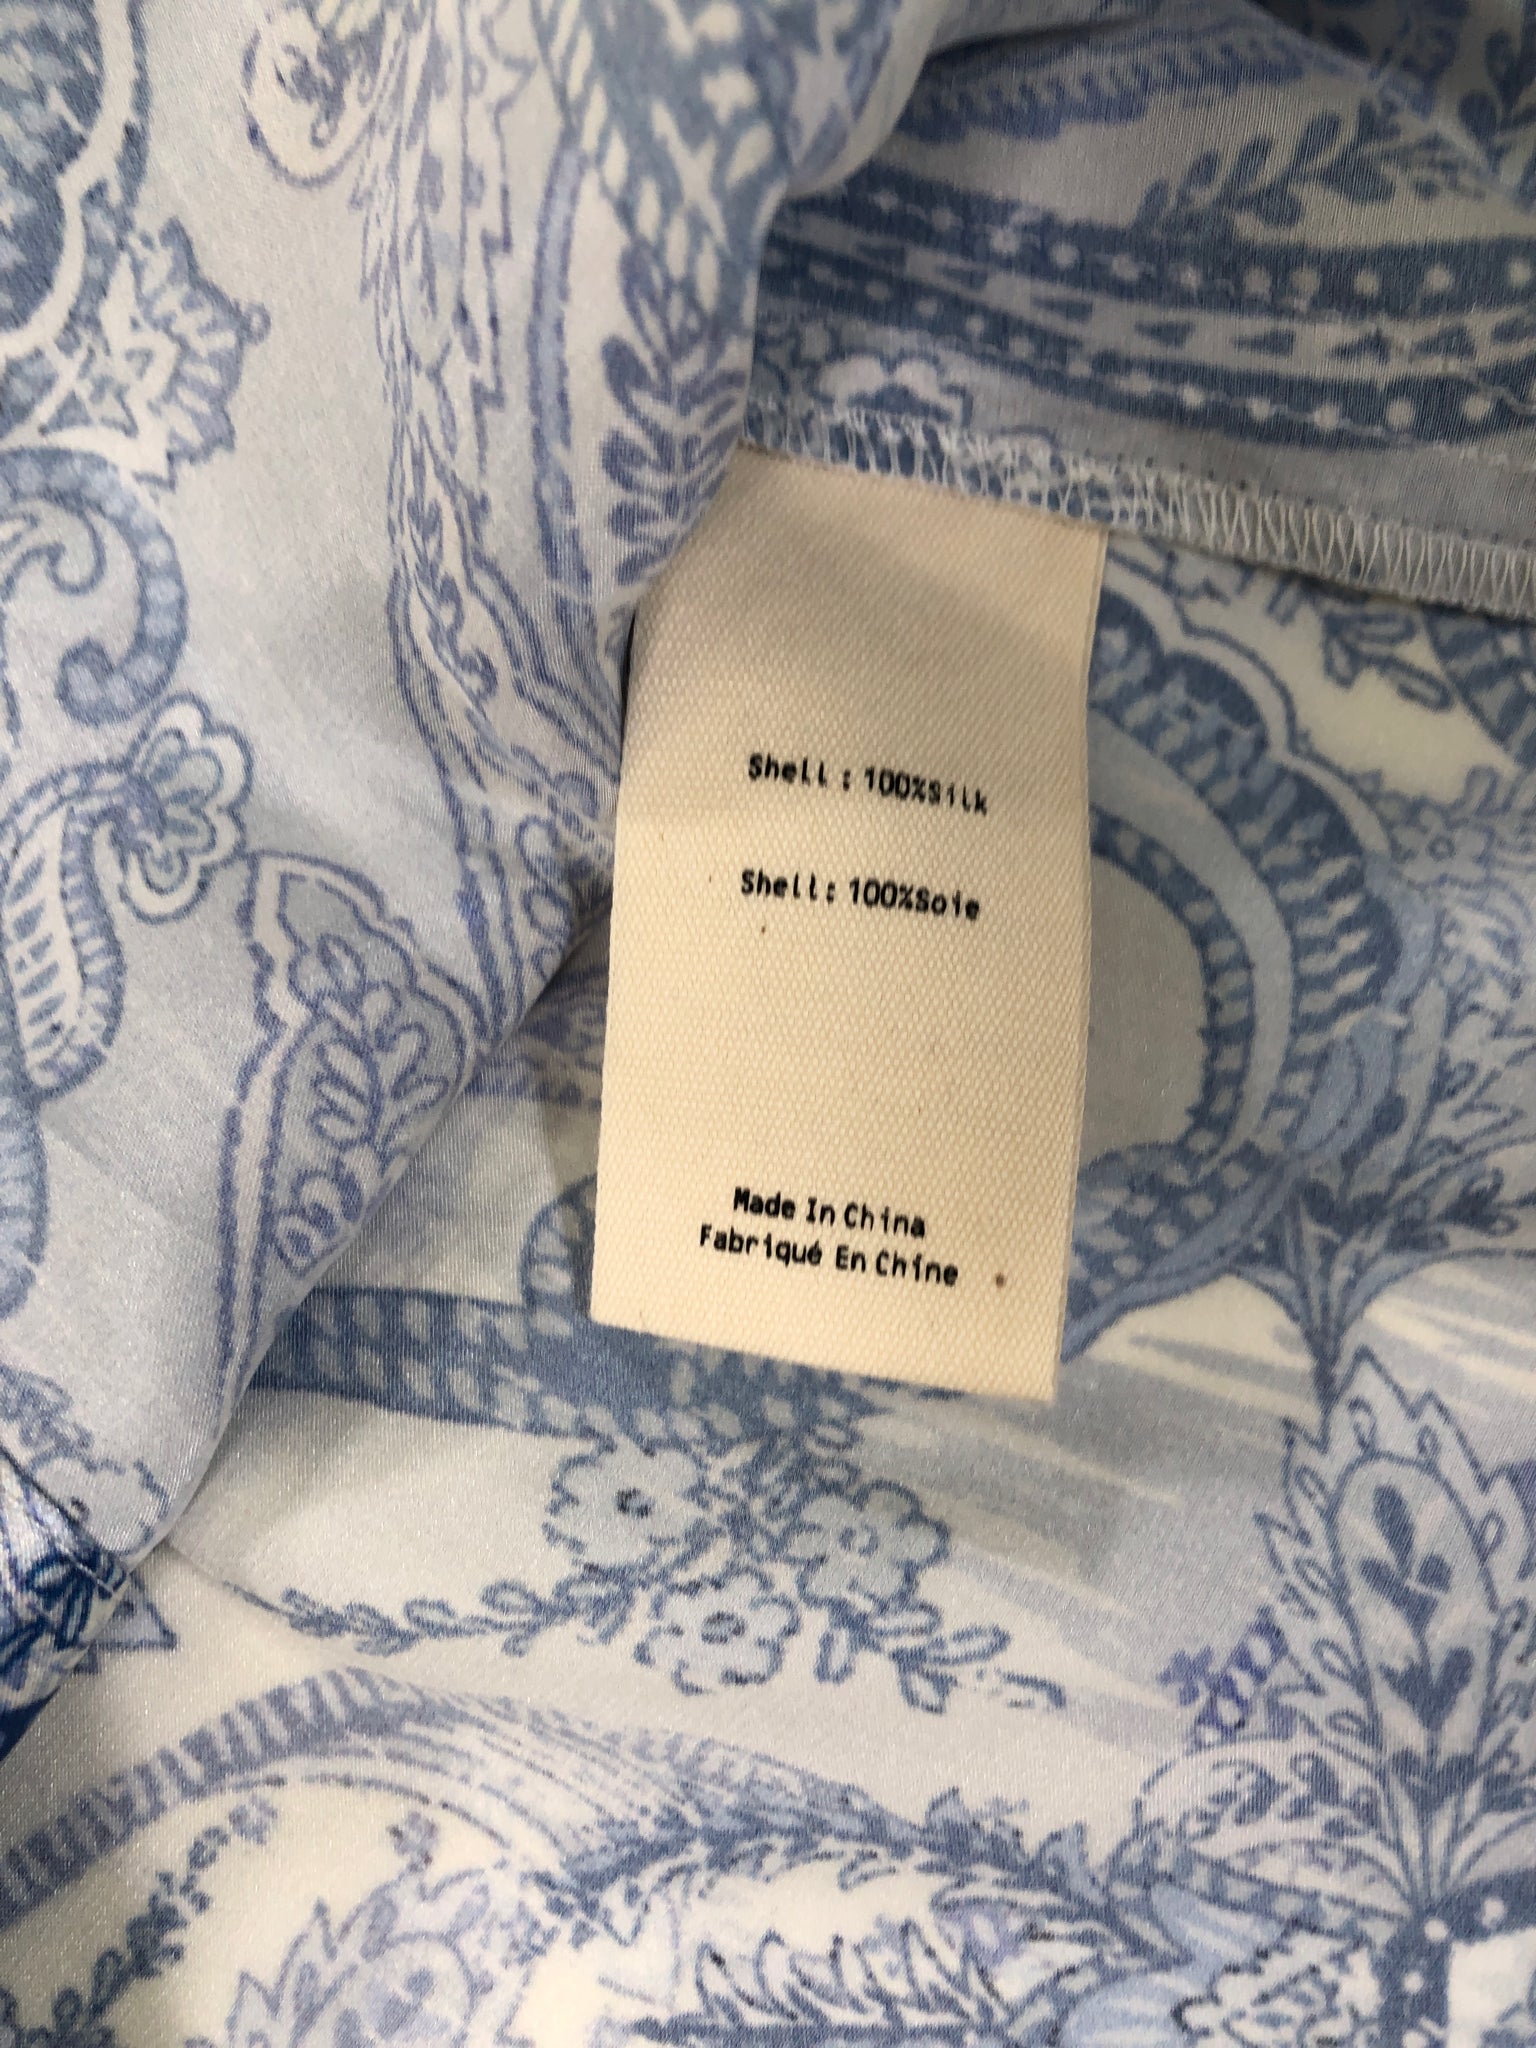 Shell : 100%Silk
Shell: 100%Soie
Made In China
Fabriqué En Chine